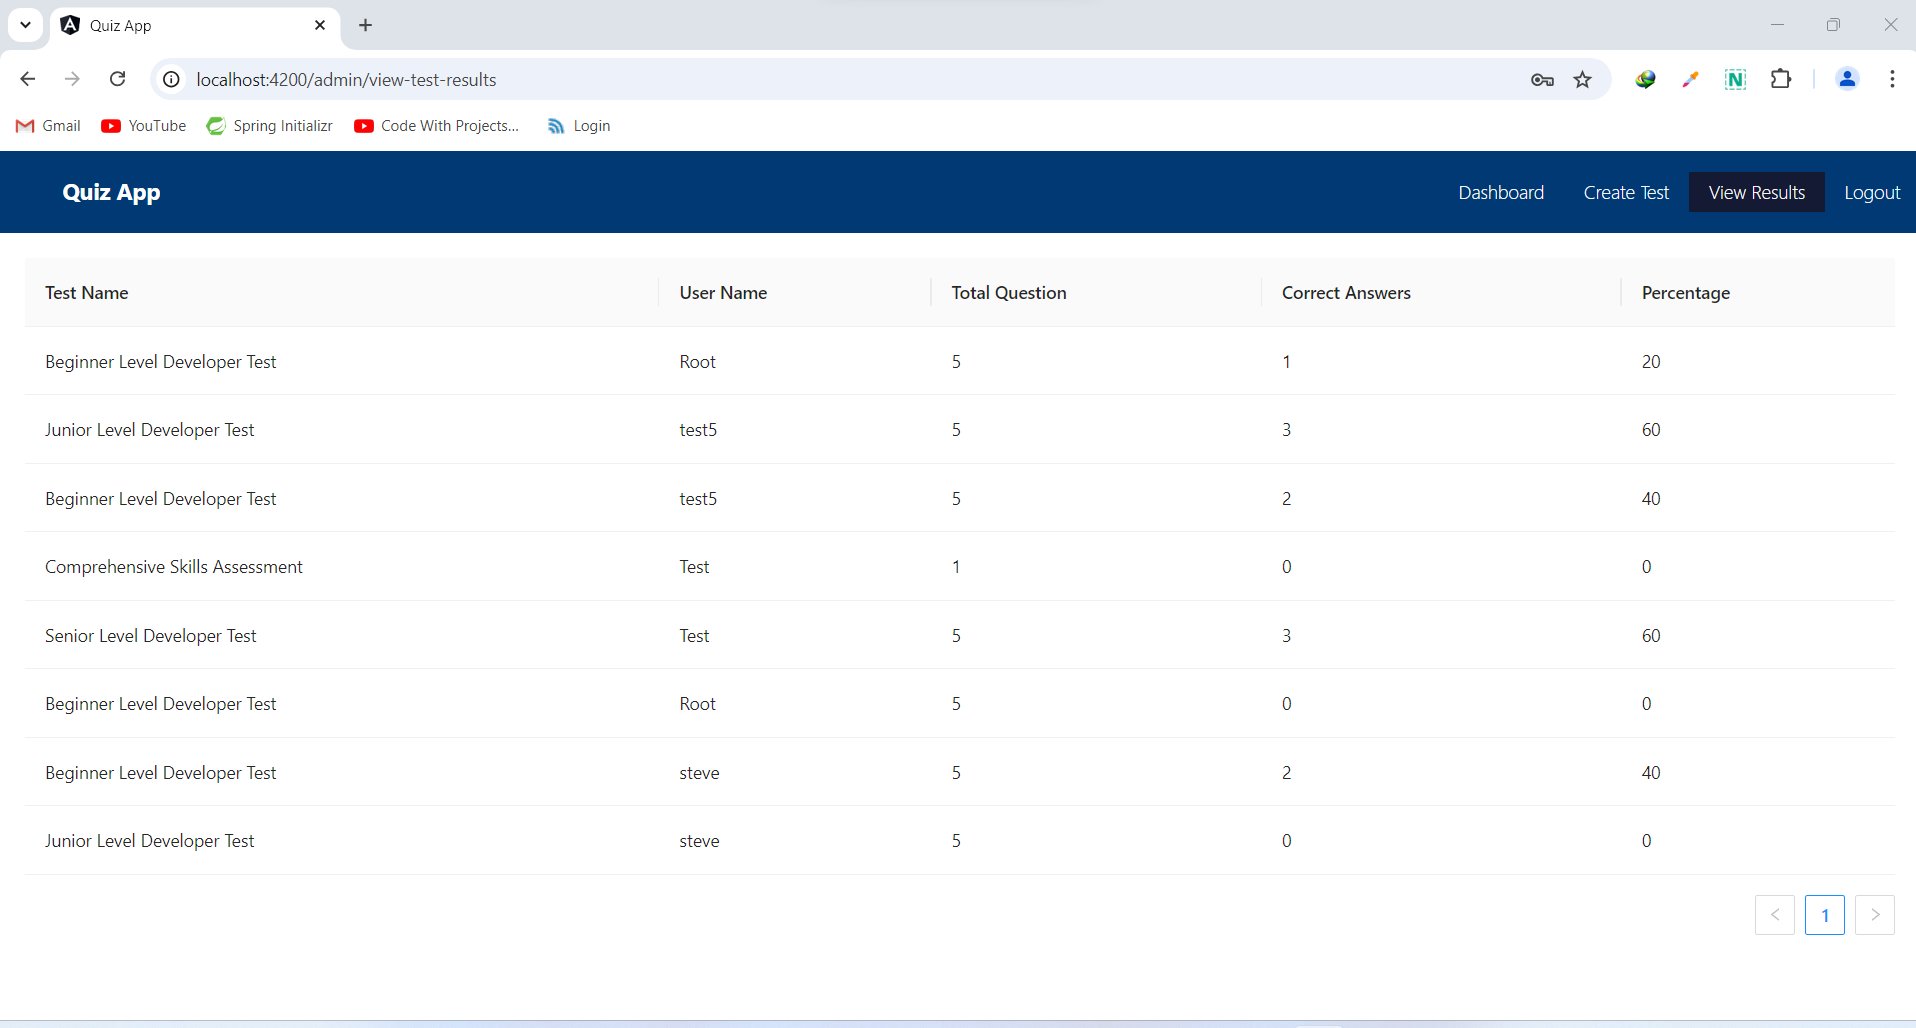 Quiz App
localhost:4200/admin/view-test-results
Gmail YouTube Spring Initializr Code With Projects... Login
Quiz App Dashboard Create Test View Results Logout
Test Name User Name Total Question Correct Answers Percentage
Beginner Level Developer Test Root 5 1 20
Junior Level Developer Test test5 5 3 60
Beginner Level Developer Test test5 5 2 40
Comprehensive Skills Assessment Test 1 0 0
Senior Level Developer Test Test 5 3 60
Beginner Level Developer Test Root 5 0 0
Beginner Level Developer Test steve 5 2 40
Junior Level Developer Test steve 5 0 0
< 1 >